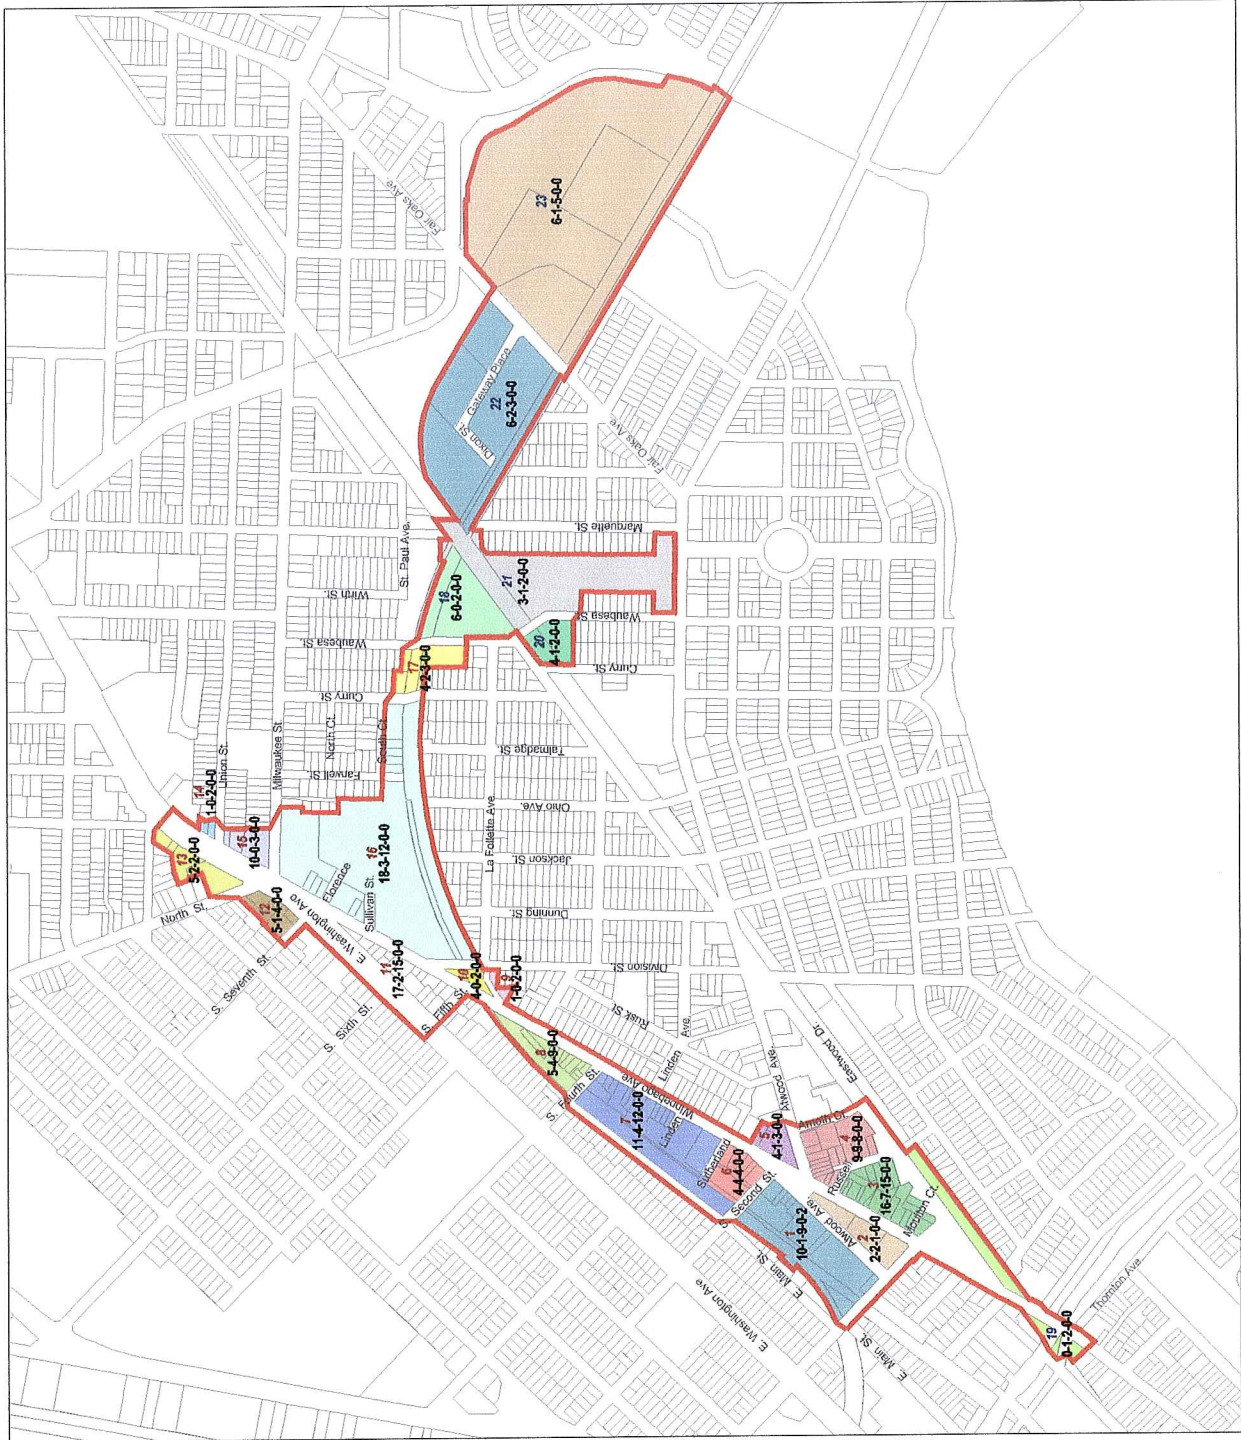 Fair Oaks Ave
23
6-1-5-0-0
St. Paul Ave.
Gateway Place
22
6-2-3-0-0
Dixon St.
Fair Oaks Ave
Marquette St.
Wirth St.
18
6-0-2-0-0
21
3-1-2-0-0
Waubesa St.
Waubesa St.
20
4-1-2-0-0
17
4-2-3-0-0
Curry St.
Curry St.
14
1-0-2-0-0
Union St.
Milwaukee St.
North Ct.
Farwell St.
South Ct.
Talmadge St.
Ohio Ave.
La Follette Ave.
Jackson St.
13
5-2-2-0-0
15
10-0-3-0-0
16
18-3-12-0-0
Florence
Sullivan St.
Dunning St.
North St.
12
5-1-4-0-0
E. Washington Ave
S. Seventh St.
11
17-2-15-0-0
S. Sixth St.
S. Fifth St.
10
4-0-2-0-0
9
1-0-2-0-0
Division St.
Rusk St.
Linden Ave.
8
5-4-9-0-0
S. Fourth St.
Winnebago Ave
7
11-4-12-0-0
Linden
Atwood Ave.
Eastwood Dr.
5
4-1-3-0-0
Amoth Ct.
Sutherland
6
4-4-4-0-0
S. Second St.
4
9-9-8-0-0
Russell
3
16-7-15-0-0
Moulton Ct.
1
10-1-9-0-2
Atwood Ave
2
2-2-1-0-0
E. Main St.
E. Washington Ave
E. Main St.
Thornton Ave.
19
0-1-2-0-0